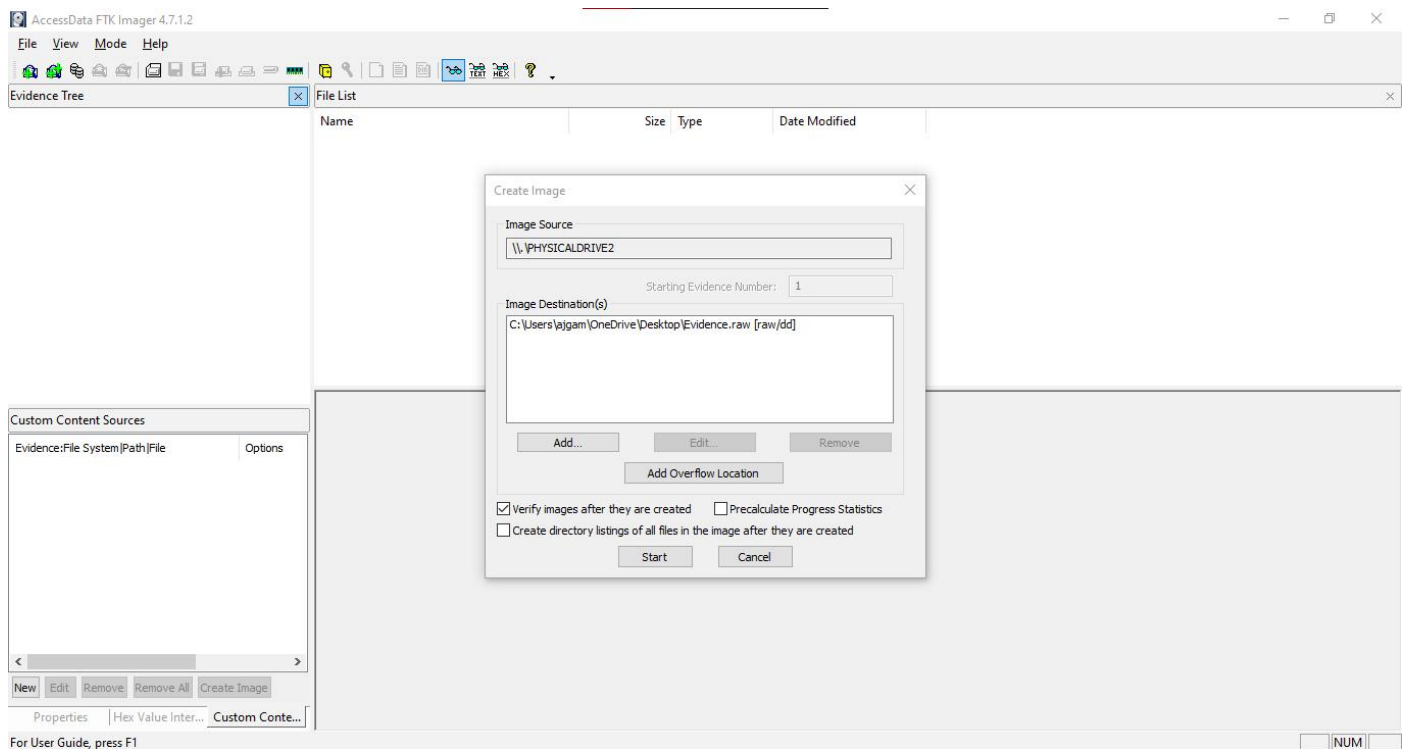 AccessData FTK Imager 4.7.1.2
File View Mode Help
TEXT HEX
Evidence Tree
File List
Name Size Type Date Modified
Create Image
Image Source
\\.\PHYSICALDRIVE2
Starting Evidence Number: 1
Image Destination(s)
C:\Users\ajgam\OneDrive\Desktop\Evidence.raw [raw/dd]
Add... Edit... Remove
Add Overflow Location
Verify images after they are created Precalculate Progress Statistics
Create directory listings of all files in the image after they are created
Start Cancel
Custom Content Sources
Evidence:File System|Path|File Options
New Edit Remove Remove All Create Image
Properties Hex Value Inter... Custom Conte...
For User Guide, press F1 NUM